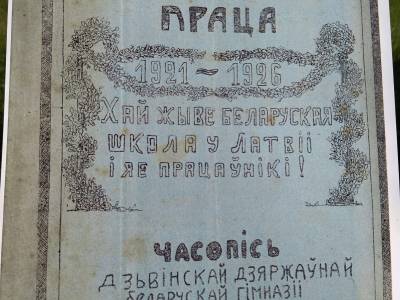 ПРАЦА
1921 ~ 1926
ХАЙ ЖЫВЕ БЕЛАРУСКАЯ
ШКОЛА У ЛАТВІІ
І ЯЕ ПРАЦАЎНІКІ!
ЧАСОПІСЬ
ДЗЬВІНСКАЙ ДЗЯРЖАЎНАЙ
БЕЛАРУСКАЙ ГІМНАЗІІ